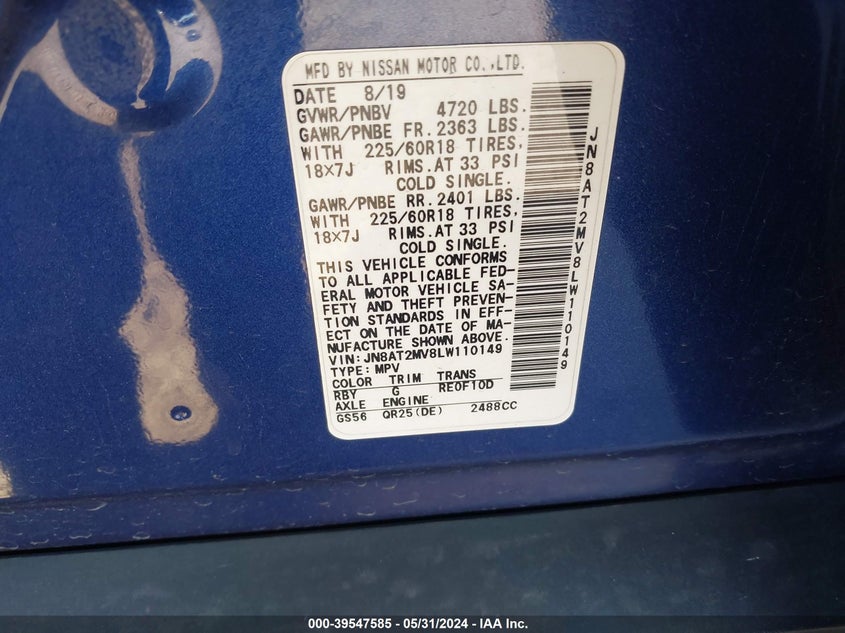 MFD BY NISSAN MOTOR CO.,LTD.
DATE 8/19
GVWR/PNBV 4720 LBS.
GAWR/PNBE FR. 2363 LBS.
WITH 225/60R18 TIRES,
18×7J RIMS.AT 33 PSI
COLD SINGLE.
GAWR/PNBE RR. 2401 LBS.
WITH 225/60R18 TIRES,
18×7J RIMS.AT 33 PSI
COLD SINGLE.
THIS VEHICLE CONFORMS
TO ALL APPLICABLE FED-
ERAL MOTOR VEHICLE SA-
FETY AND THEFT PREVEN-
TION STANDARDS IN EFF-
ECT ON THE DATE OF MA-
NUFACTURE SHOWN ABOVE.
VIN:JN8AT2MV8LW110149
TYPE: MPV
COLOR TRIM TRANS
RBY G RE0F10D
AXLE ENGINE
GS56 QR25(DE) 2488CC
JN8AT2MV8LW110149
000-39547585 - 05/31/2024 - IAA Inc.